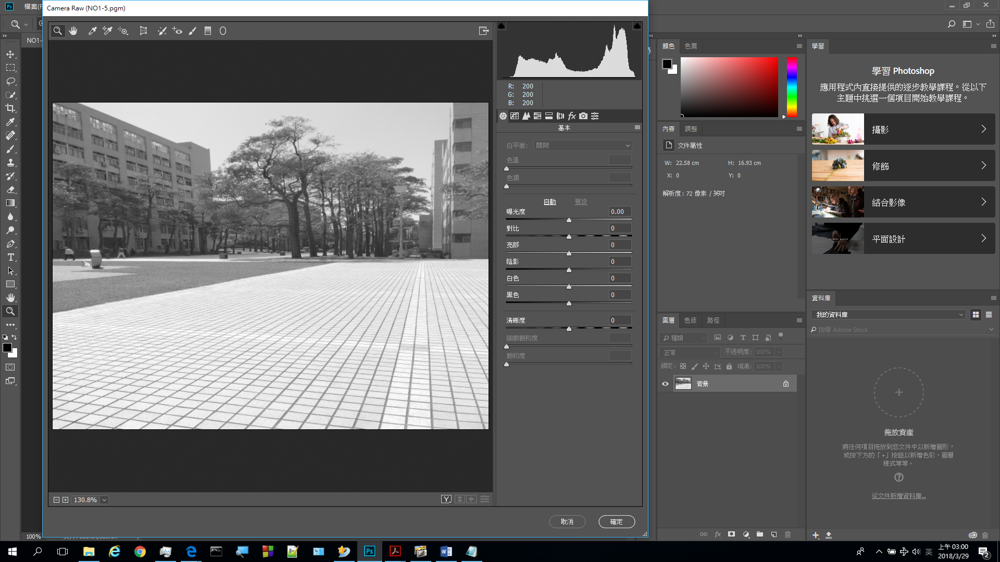 檔案(F
Camera Raw (NO1-5.pgm)
NO1-
R: 200
G: 200
B: 200
基本
白平衡: 關閉
色溫
色調
自動 預設
曝光度 0.00
對比 0
亮部 0
陰影 0
白色 0
黑色 0
清晰度 0
細節飽和度
飽和度
130.8%
取消 確定
100%
顏色 色票
內容 調整
文件屬性
W: 22.58 cm H: 16.93 cm
X: 0 Y: 0
解析度: 72 像素 / 英吋
圖層 色版 路徑
種類
正常 不透明度: 100%
鎖定: 填滿: 100%
背景
學習
學習 Photoshop
應用程式內直接提供的逐步教學課程。從以下
主題中挑選一個項目開始教學課程。
攝影
修飾
結合影像
平面設計
資料庫
我的資料庫
搜尋 Adobe Stock
拖放資產
將任何項目拖放到您文件中以新增圖形，
或按下方的「+」按鈕以新增色彩、圖層
樣式等等。
從文件新增資料庫...
英
上午 03:00
2018/3/29
2